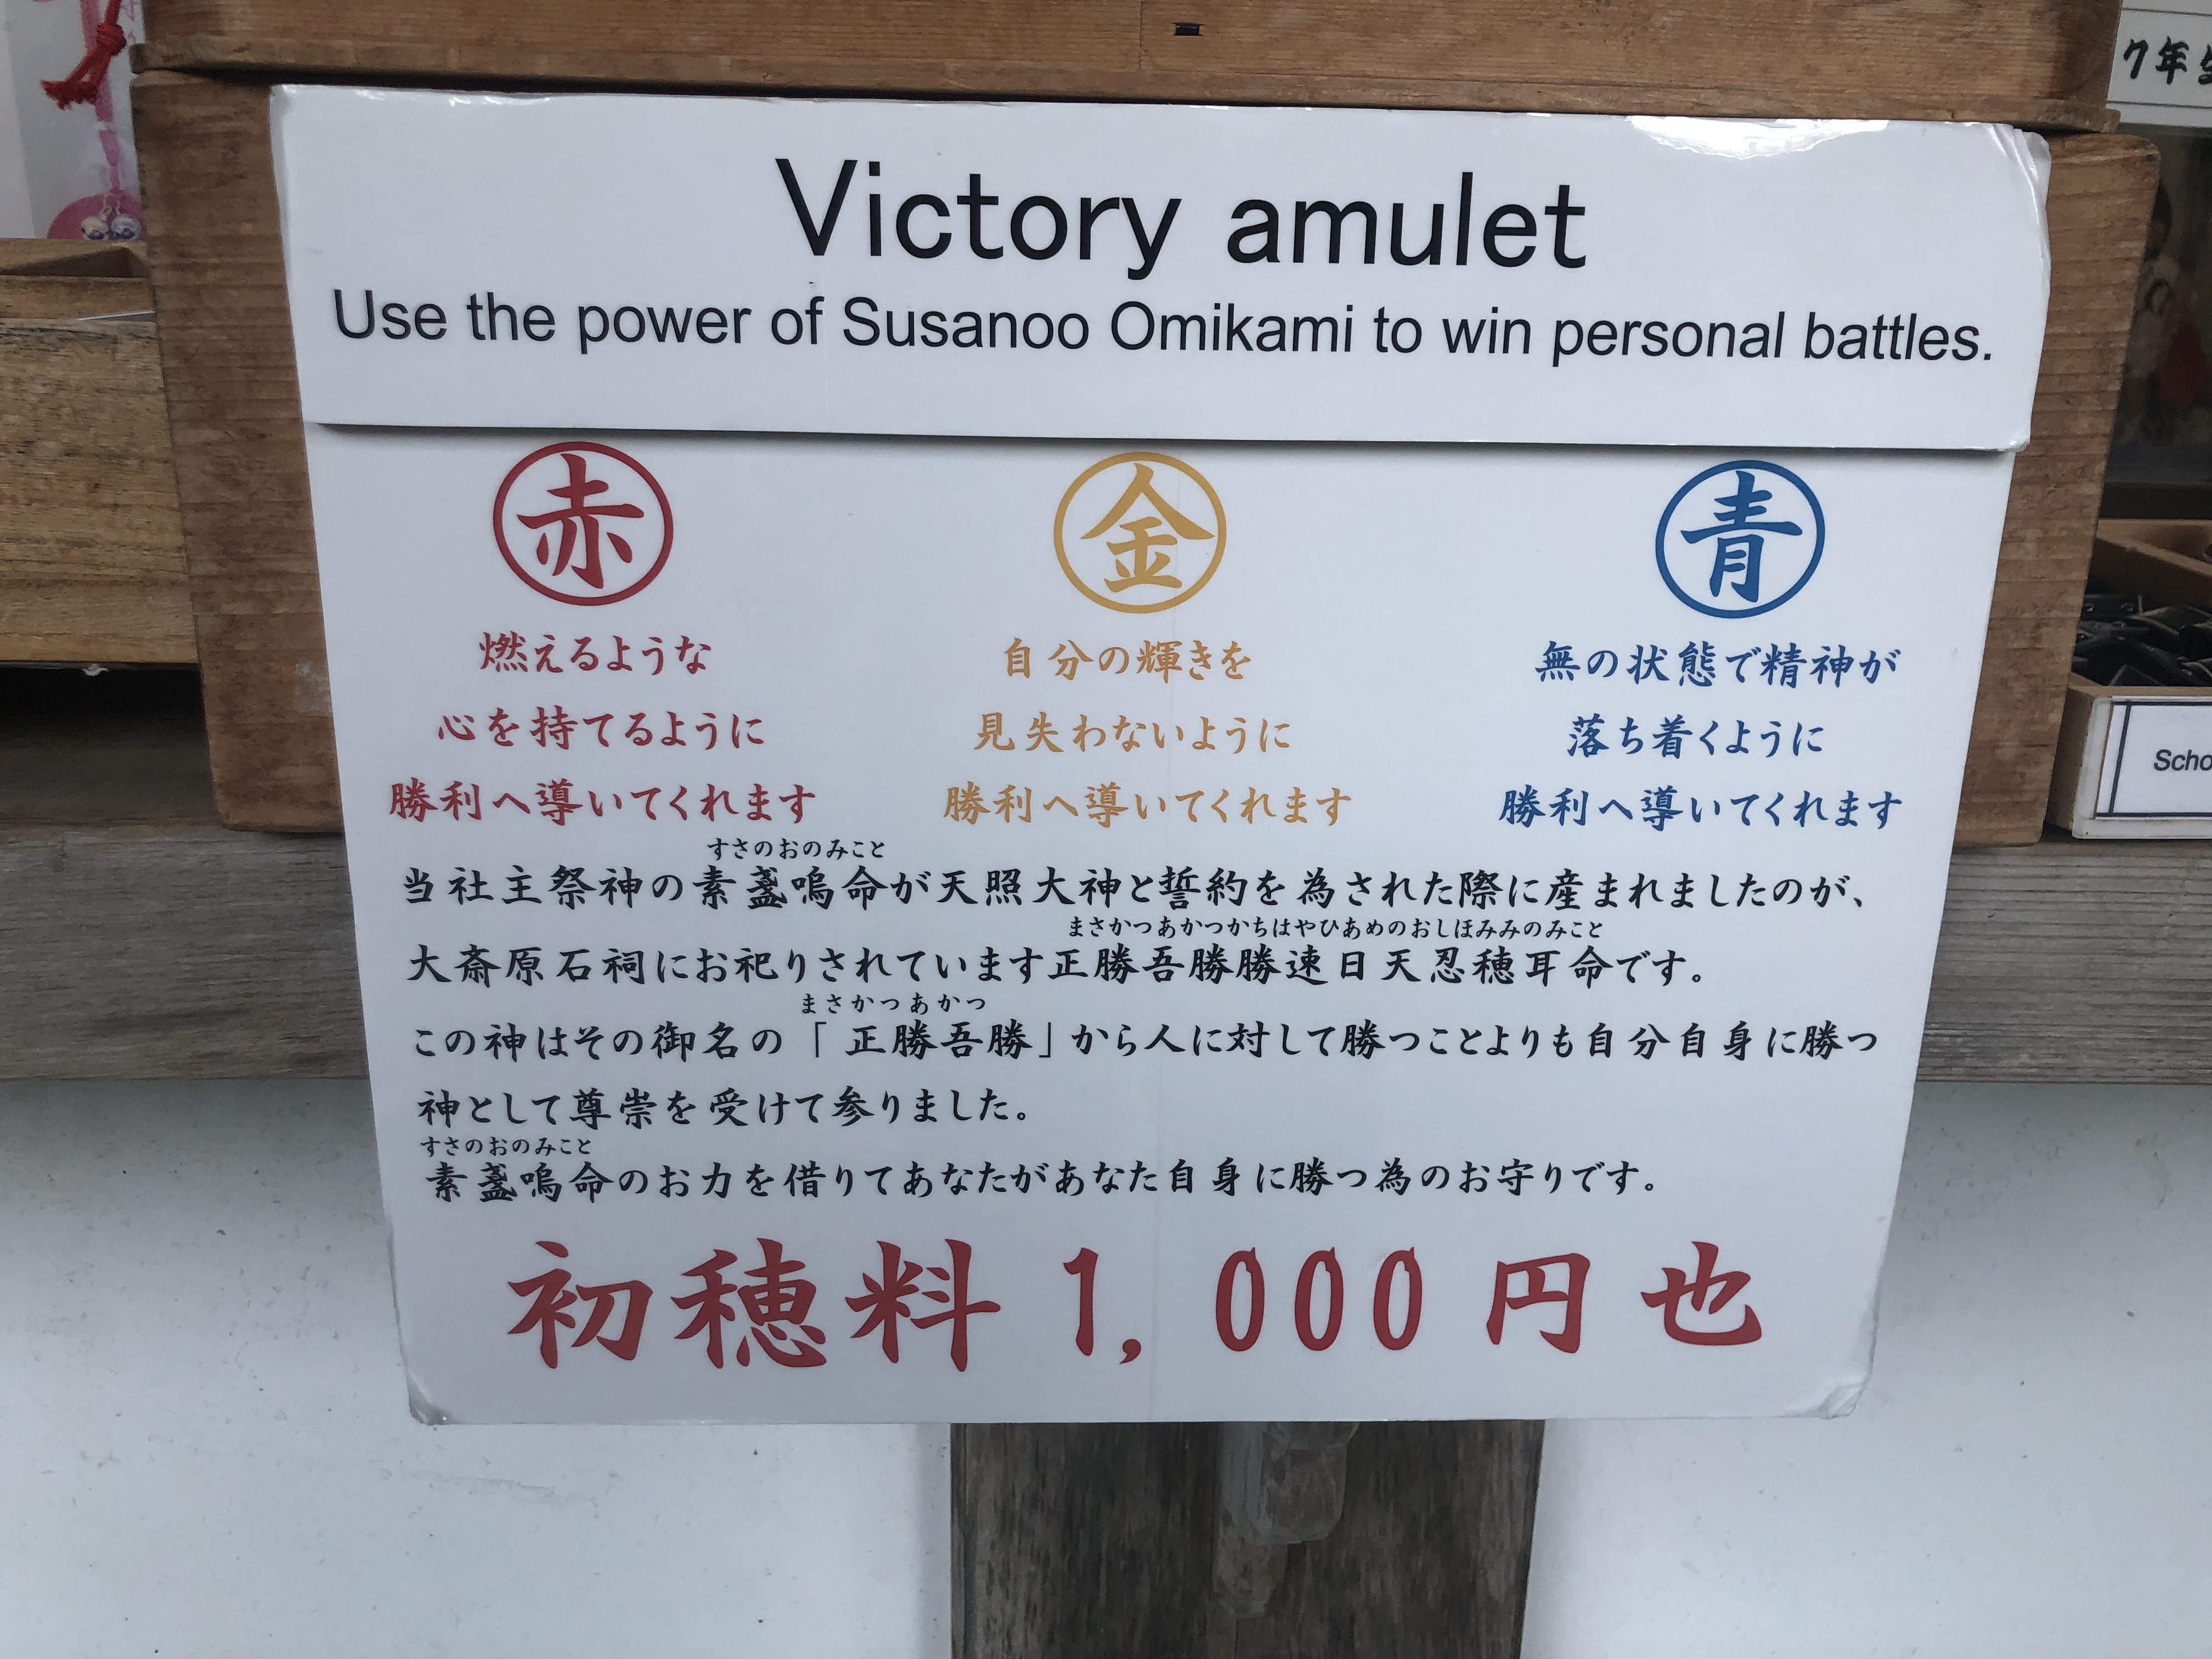 7年生
Victory amulet
Use the power of Susanoo Omikami to win personal battles.
赤
燃えるような
心を持てるように
勝利へ導いてくれます
金
自分の輝きを
見失わないように
勝利へ導いてくれます
青
無の状態で精神が
落ち着くように
勝利へ導いてくれます
すさのおのみこと
当社主祭神の素盞嗚命が天照大神と誓約を為された際に産まれましたのが、
まさかつあかつかちはやひあめのおしほみみのみこと
大斎原石祠にお祀りされています正勝吾勝勝速日天忍穂耳命です。
まさかつあかつ
この神はその御名の「正勝吾勝」から人に対して勝つことよりも自分自身に勝つ
神として尊崇を受けて参りました。
すさのおのみこと
素盞嗚命のお力を借りてあなたがあなた自身に勝つ為のお守りです。
初穂料 1,000円也
Scho